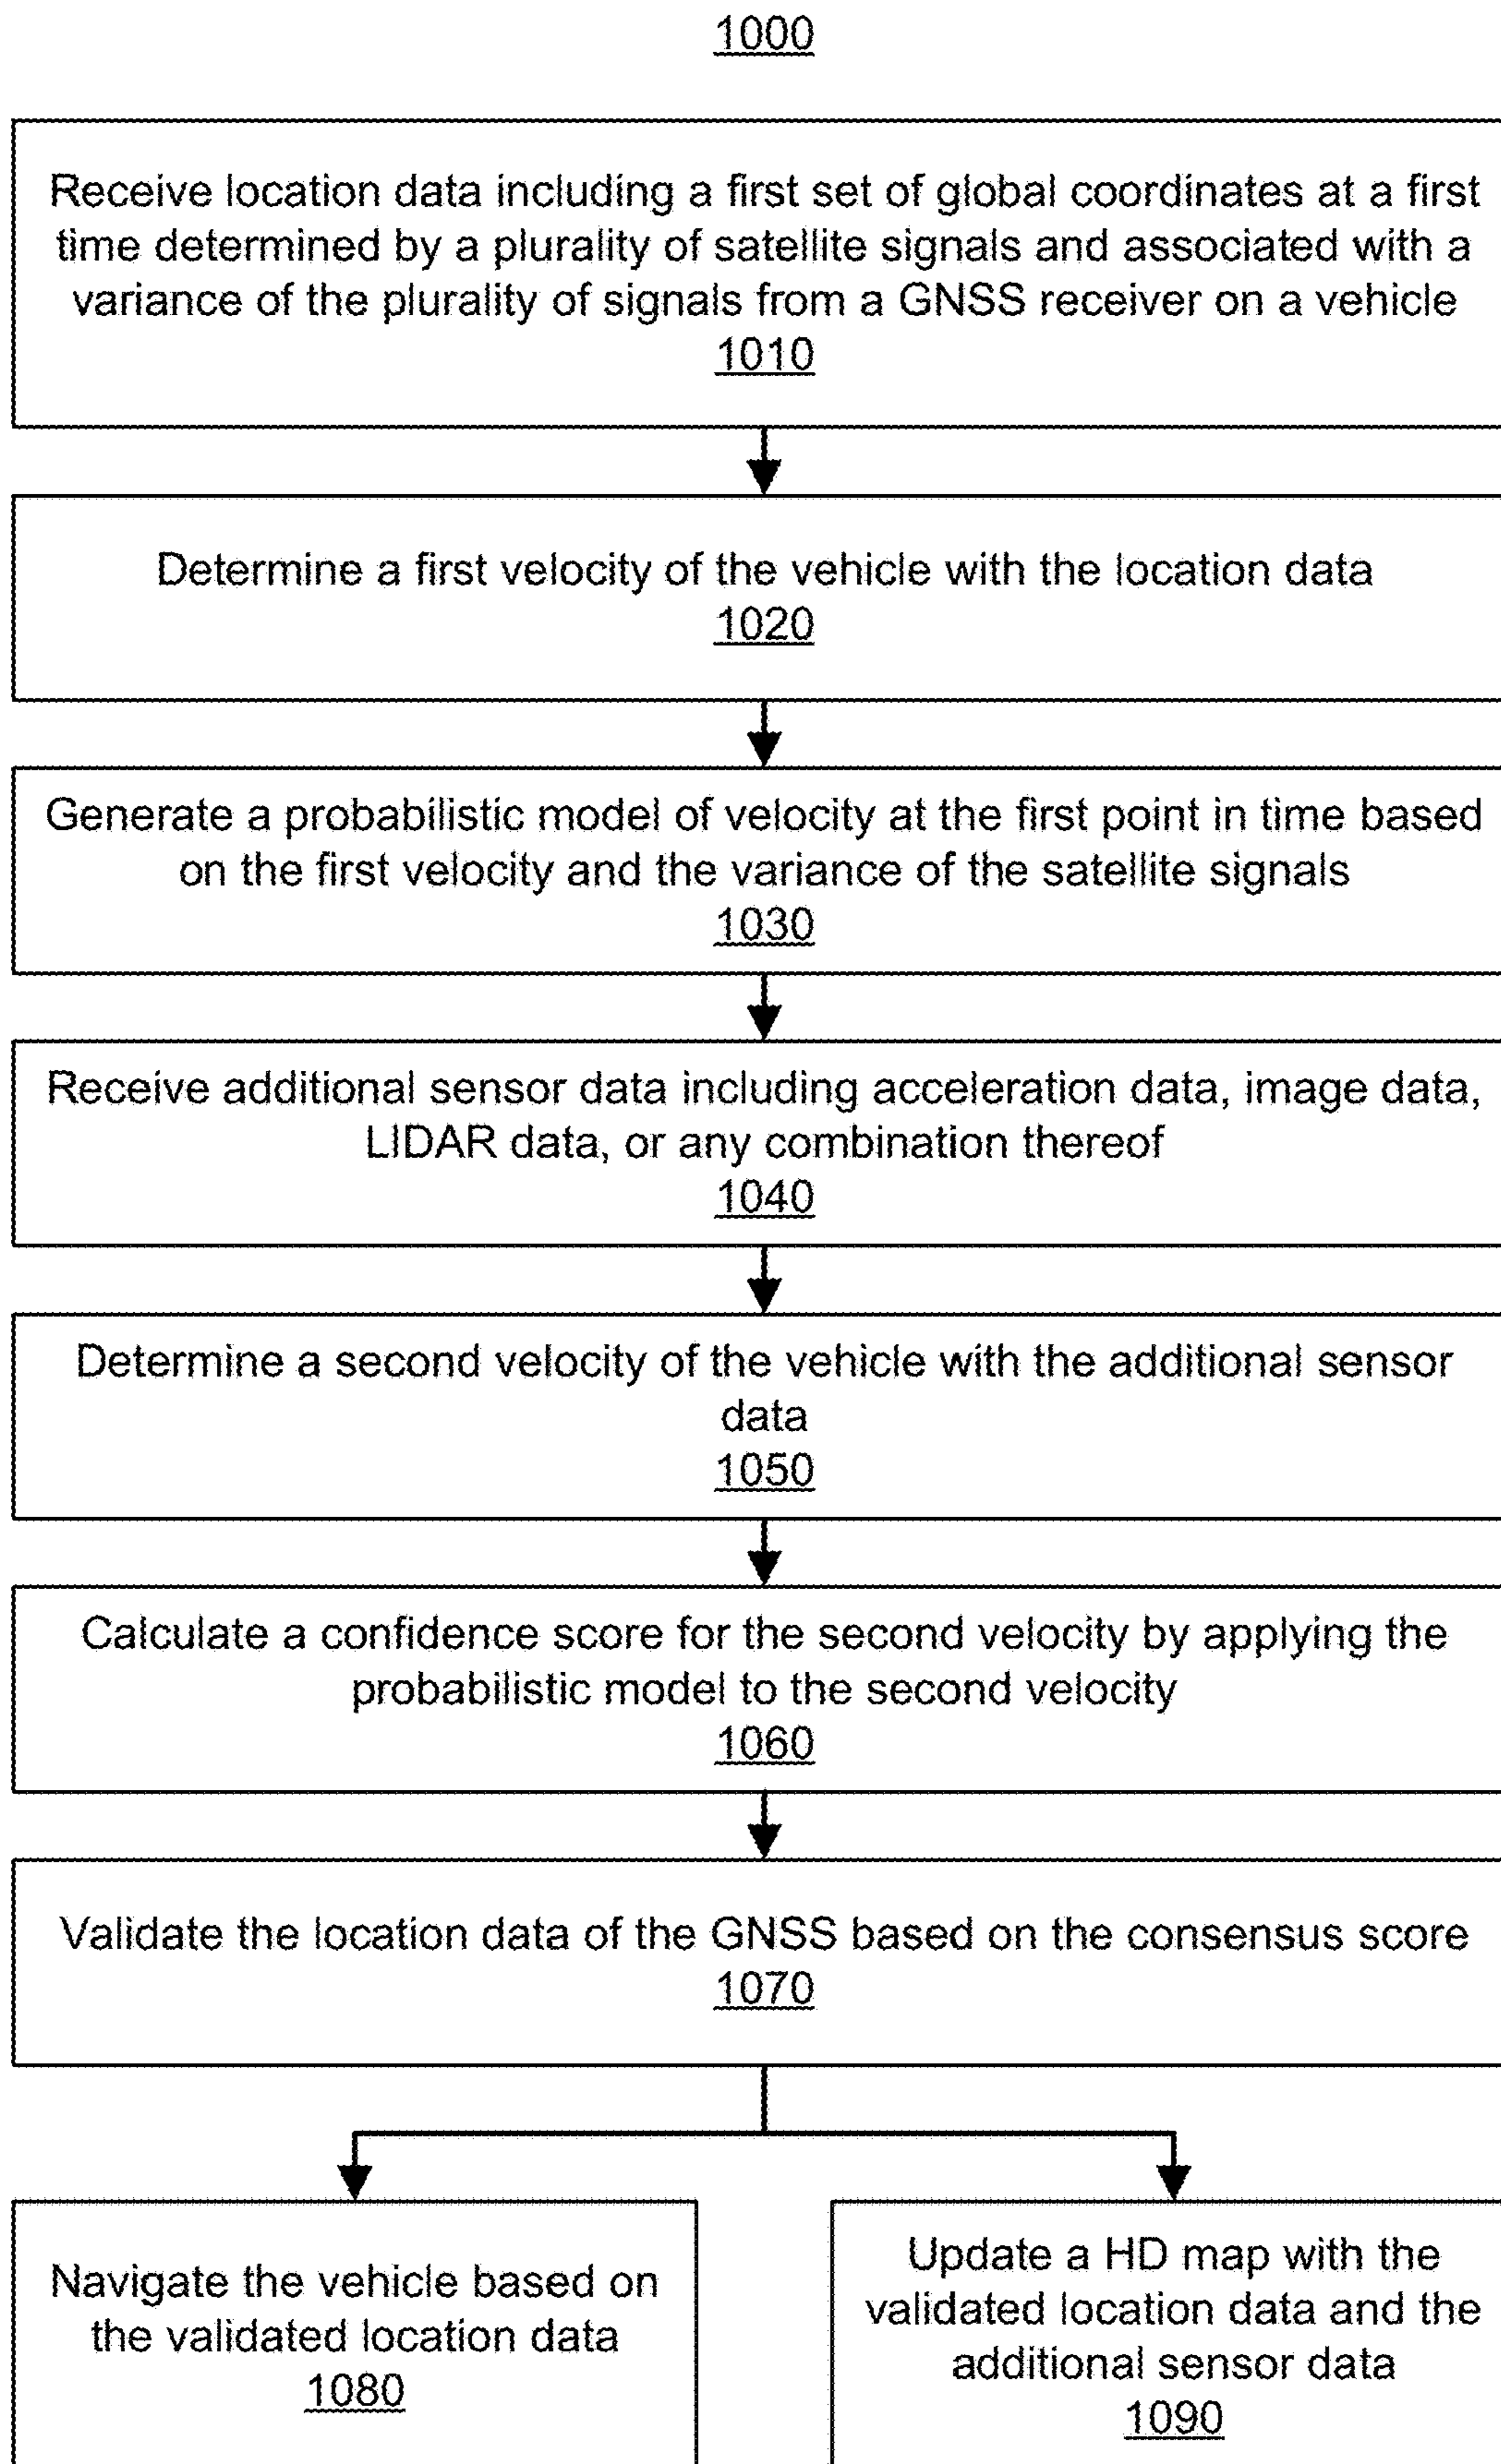 1000
Receive location data including a first set of global coordinates at a first
time determined by a plurality of satellite signals and associated with a
variance of the plurality of signals from a GNSS receiver on a vehicle
1010
Determine a first velocity of the vehicle with the location data
1020
Generate a probabilistic model of velocity at the first point in time based
on the first velocity and the variance of the satellite signals
1030
Receive additional sensor data including acceleration data, image data,
LIDAR data, or any combination thereof
1040
Determine a second velocity of the vehicle with the additional sensor
data
1050
Calculate a confidence score for the second velocity by applying the
probabilistic model to the second velocity
1060
Validate the location data of the GNSS based on the consensus score
1070
Navigate the vehicle based on
the validated location data
1080
Update a HD map with the
validated location data and the
additional sensor data
1090